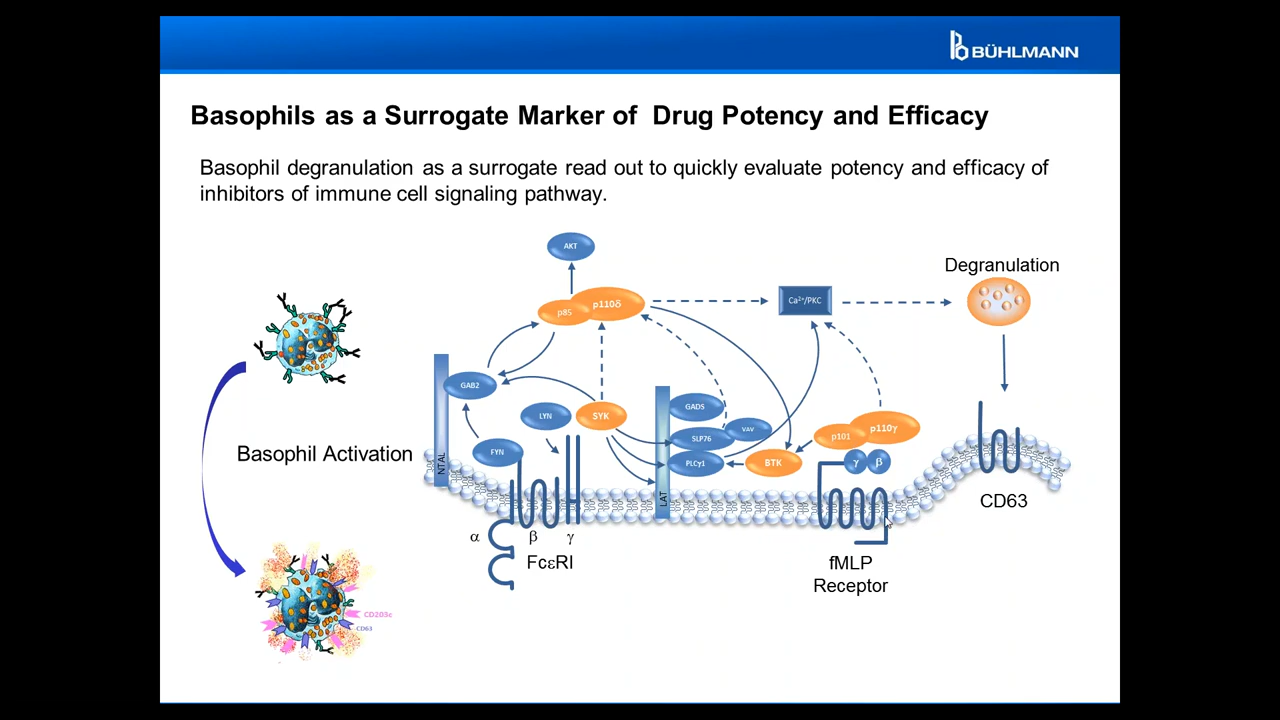 BÜHLMANN
Basophils as a Surrogate Marker of Drug Potency and Efficacy
Basophil degranulation as a surrogate read out to quickly evaluate potency and efficacy of
inhibitors of immune cell signaling pathway.
AKT
Degranulation
p85
p110δ
Ca²⁺/PKC
GAB2
GADS
LYN
SYK
SLP76
VAV
p101
p110γ
Basophil Activation
FYN
NTAL
PLCγ1
BTK
γ
β
LAT
CD63
α
β
γ
FcεRI
fMLP
Receptor
CD203c
CD63